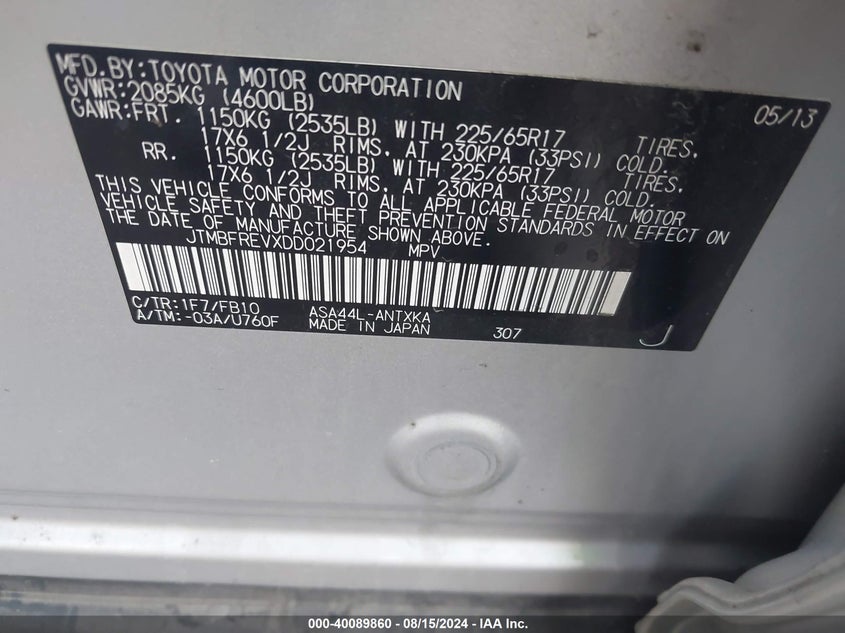 MFD.BY:TOYOTA MOTOR CORPORATION 05/13
GVWR:2085KG (4600LB)
GAWR:FRT. 1150KG (2535LB) WITH 225/65R17 TIRES,
17X6 1/2J RIMS, AT 230KPA (33PSI) COLD.
RR. 1150KG (2535LB) WITH 225/65R17 TIRES,
17X6 1/2J RIMS, AT 230KPA (33PSI) COLD.
THIS VEHICLE CONFORMS TO ALL APPLICABLE FEDERAL MOTOR
VEHICLE SAFETY AND THEFT PREVENTION STANDARDS IN EFFECT ON
THE DATE OF MANUFACTURE SHOWN ABOVE.
JTMBFREVXDD021954 MPV
C/TR:1F7/FB10 ASA44L-ANTXKA
A/TM:-03A/U760F MADE IN JAPAN 307 J
000-40089860 - 08/15/2024 - IAA Inc.